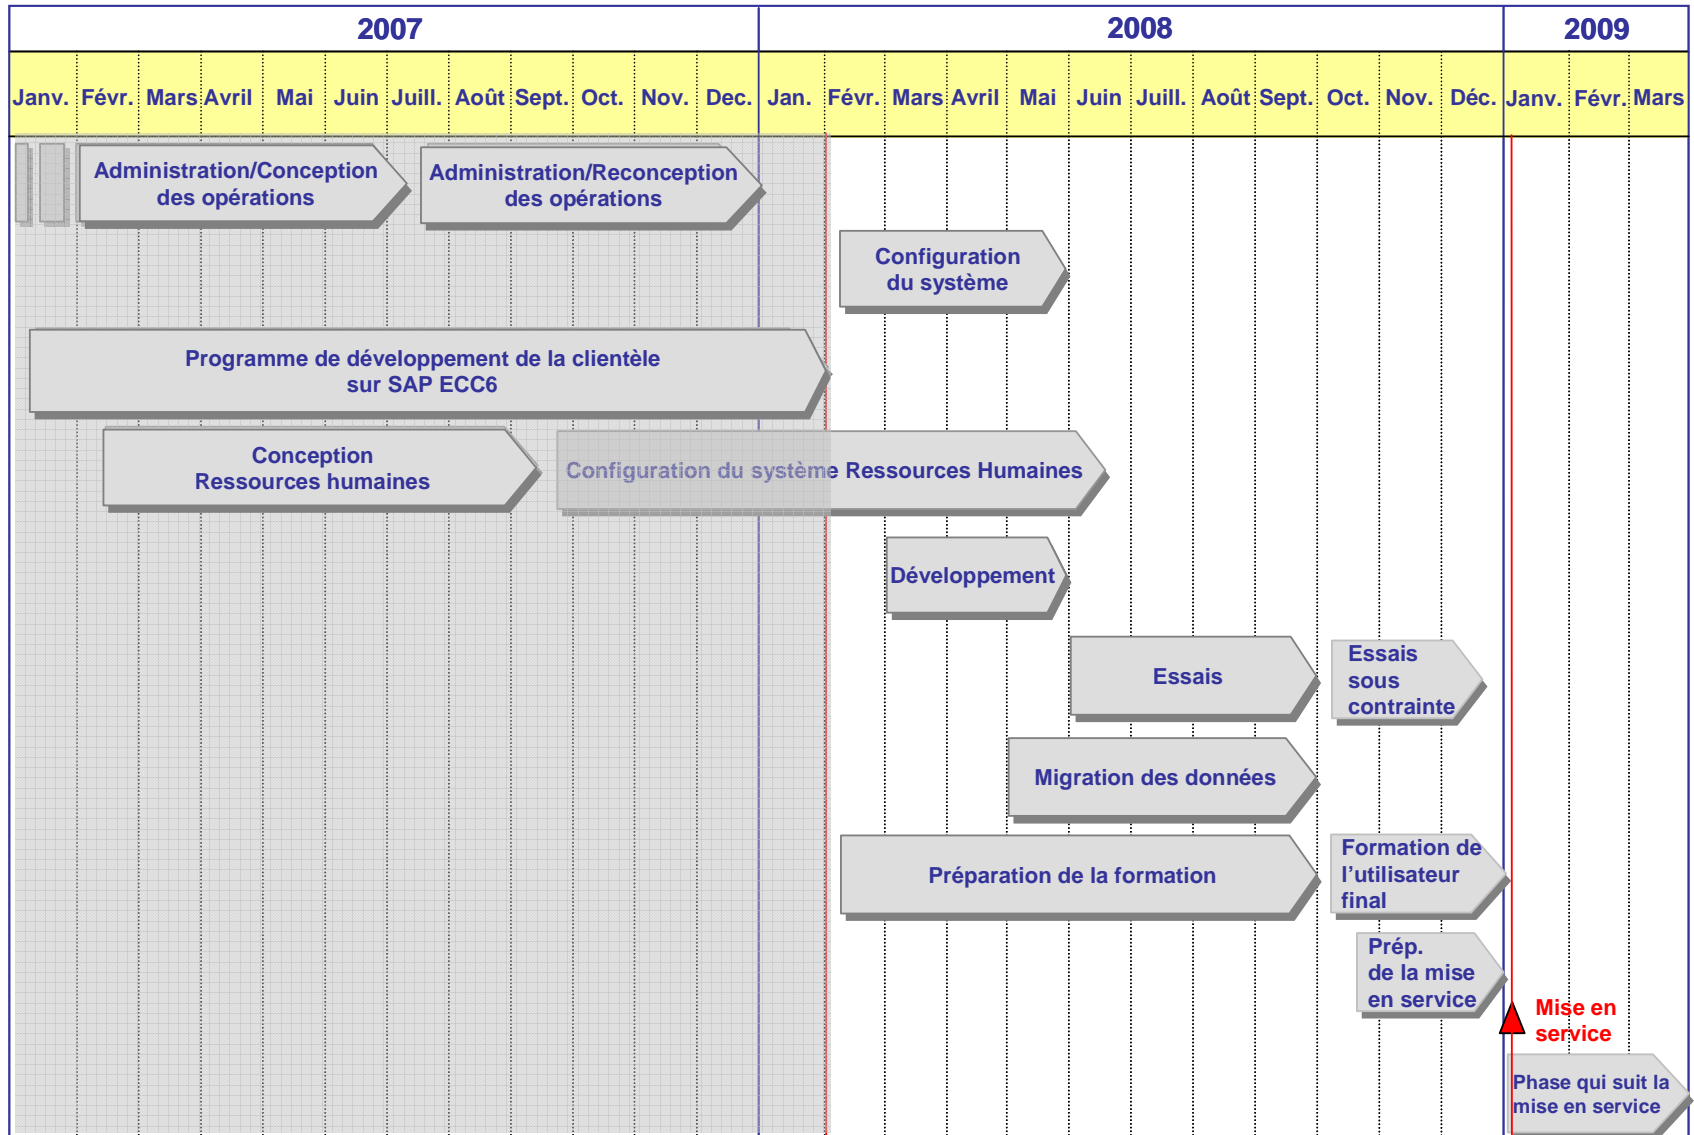 2007 2008 2009
Janv. Févr. Mars Avril Mai Juin Juill. Août Sept. Oct. Nov. Dec. Jan. Févr. Mars Avril Mai Juin Juill. Août Sept. Oct. Nov. Déc. Janv. Févr. Mars
Administration/Conception
des opérations
Administration/Reconception
des opérations
Configuration
du système
Programme de développement de la clientèle
sur SAP ECC6
Conception
Ressources humaines
Configuration du système Ressources Humaines
Développement
Essais
Essais
sous
contrainte
Migration des données
Préparation de la formation
Formation de
l’utilisateur
final
Prép.
de la mise
en service
Mise en
service
Phase qui suit la
mise en service